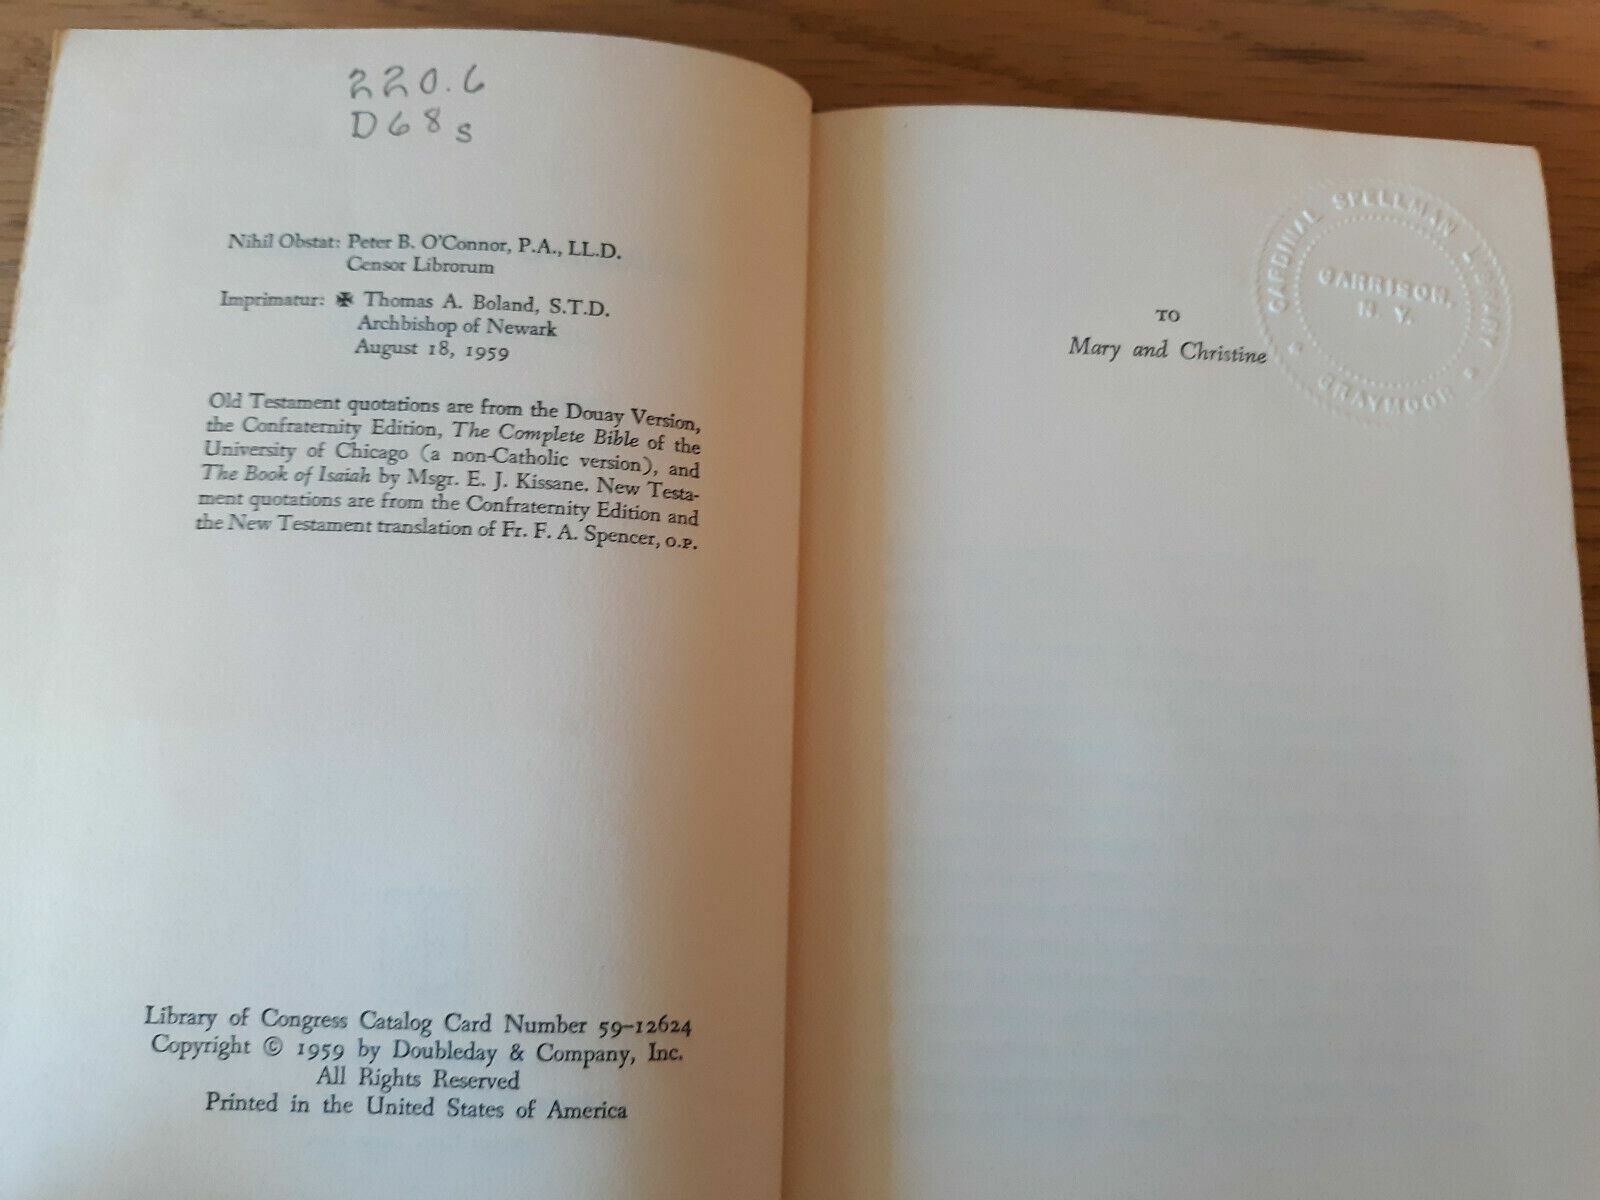 220.6
D68s
Nihil Obstat: Peter B. O'Connor, P.A., LL.D.
Censor Librorum
Imprimatur: ✠ Thomas A. Boland, S.T.D.
Archbishop of Newark
August 18, 1959
Old Testament quotations are from the Douay Version,
the Confraternity Edition, The Complete Bible of the
University of Chicago (a non-Catholic version), and
The Book of Isaiah by Msgr. E. J. Kissane. New Testa-
ment quotations are from the Confraternity Edition and
the New Testament translation of Fr. F. A. Spencer, O.P.
Library of Congress Catalog Card Number 59–12624
Copyright © 1959 by Doubleday & Company, Inc.
All Rights Reserved
Printed in the United States of America
TO
Mary and Christine
CARDINAL SPELLMAN LIBRARY
GARRISON,
N. Y.
GRAYMOOR